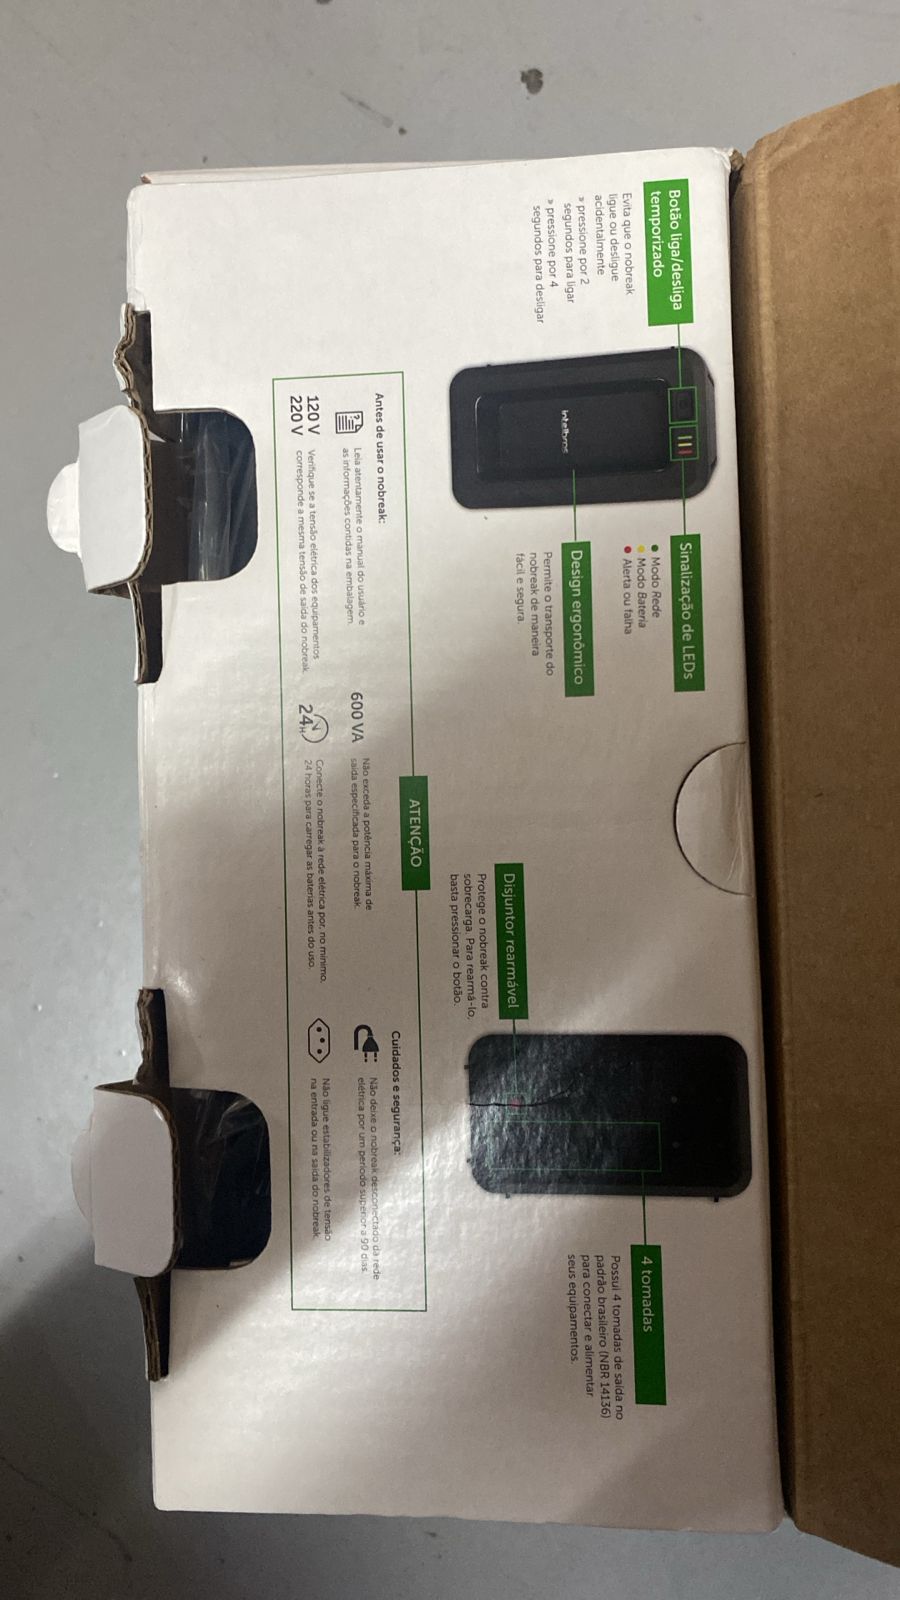 Botão liga/desliga
temporizado
Evita que o nobreak
ligue ou desligue
acidentalmente
» pressione por 2
segundos para ligar
» pressione por 4
segundos para desligar
intelbras
Sinalização de LEDs
Modo Rede
Modo Bateria
Alerta ou falha
Design ergonômico
Permite o transporte do
nobreak de maneira
fácil e segura.
Disjuntor rearmável
Protege o nobreak contra
sobrecarga. Para rearmá-lo,
basta pressionar o botão.
4 tomadas
Possui 4 tomadas de saída no
padrão brasileiro (NBR 14136)
para conectar e alimentar
seus equipamentos.
ATENÇÃO
Antes de usar o nobreak:
Leia atentamente o manual do usuário e
as informações contidas na embalagem.
120 V
220 V
Verifique se a tensão elétrica dos equipamentos
corresponde a mesma tensão de saída do nobreak.
600 VA
Não exceda a potência máxima de
saída especificada para o nobreak.
24H
Conecte o nobreak à rede elétrica por, no mínimo,
24 horas para carregar as baterias antes do uso.
Cuidados e segurança:
Não deixe o nobreak desconectado da rede
elétrica por um período superior a 90 dias.
Não ligue estabilizadores de tensão
na entrada ou na saída do nobreak.